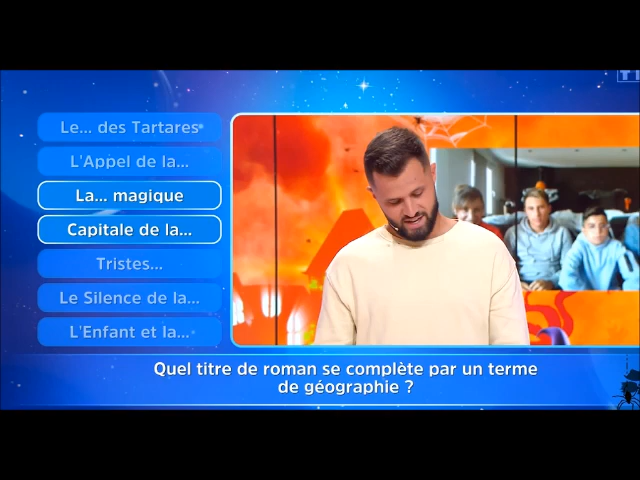 Le... des Tartares
L'Appel de la...
La... magique
Capitale de la...
Tristes...
Le Silence de la...
L'Enfant et la...
Quel titre de roman se complète par un terme
de géographie ?